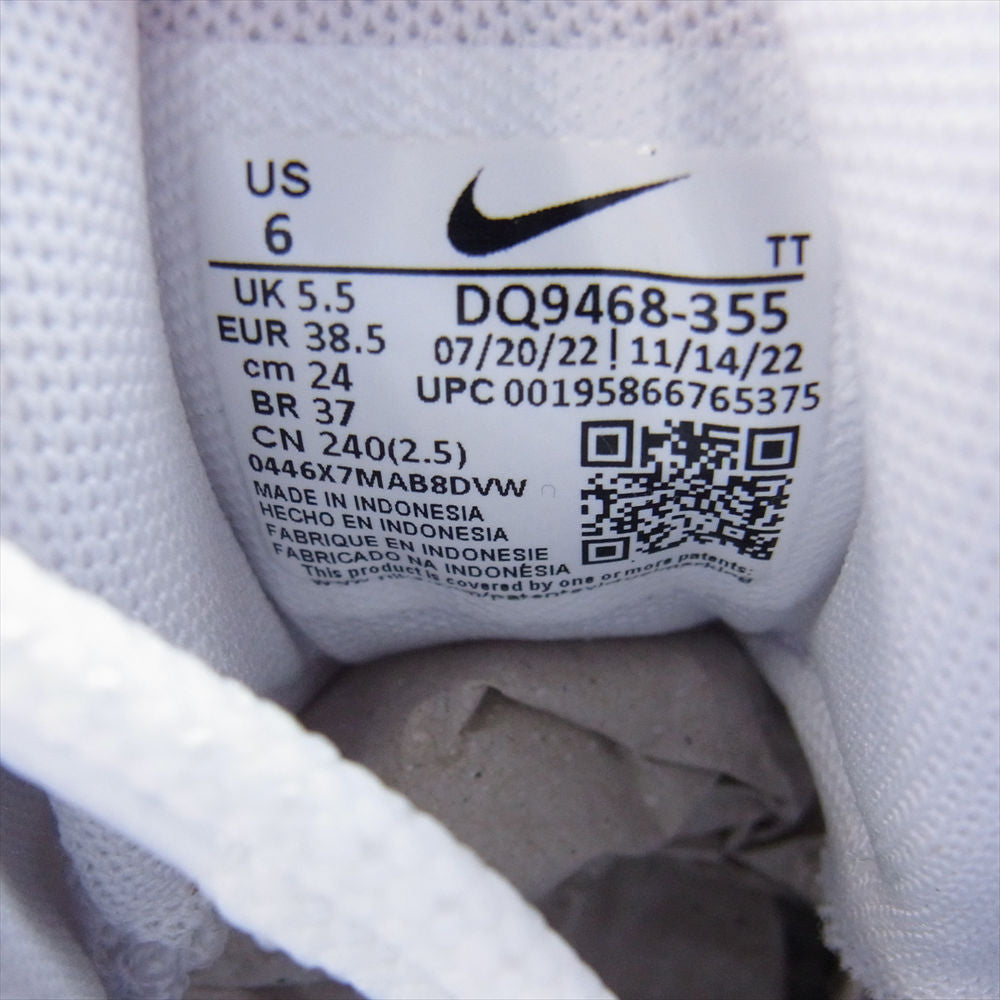 US
6
TT
UK 5.5
EUR 38.5
cm 24
BR 37
CN 240(2.5)
DQ9468-355
07/20/22 | 11/14/22
UPC 001958667​65375
0446X7MAB8DVW
MADE IN INDONESIA
HECHO EN INDONESIA
FABRIQUE EN INDONESIE
FABRICADO NA INDONÉSIA
This product is covered by one or more patents: